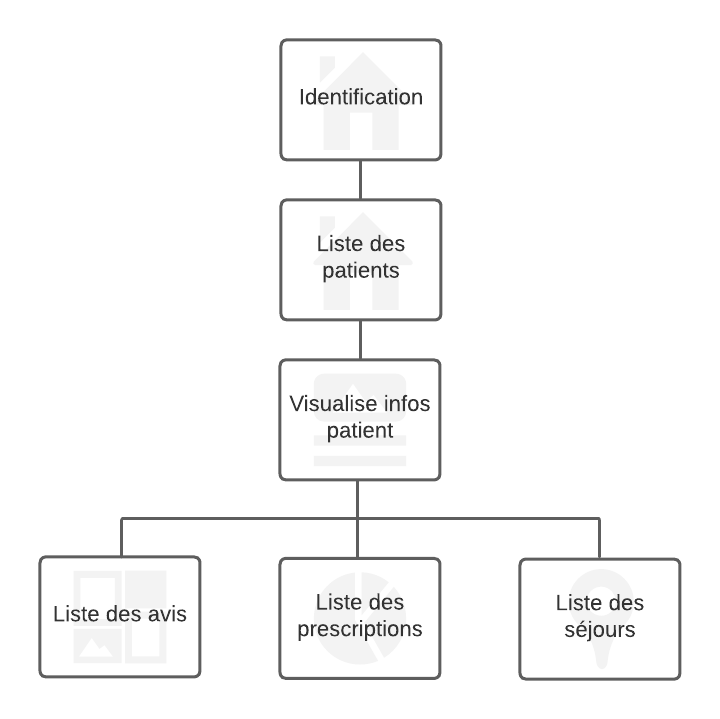 Identification
Liste des
patients
Visualise infos
patient
Liste des avis
Liste des
prescriptions
Liste des
séjours